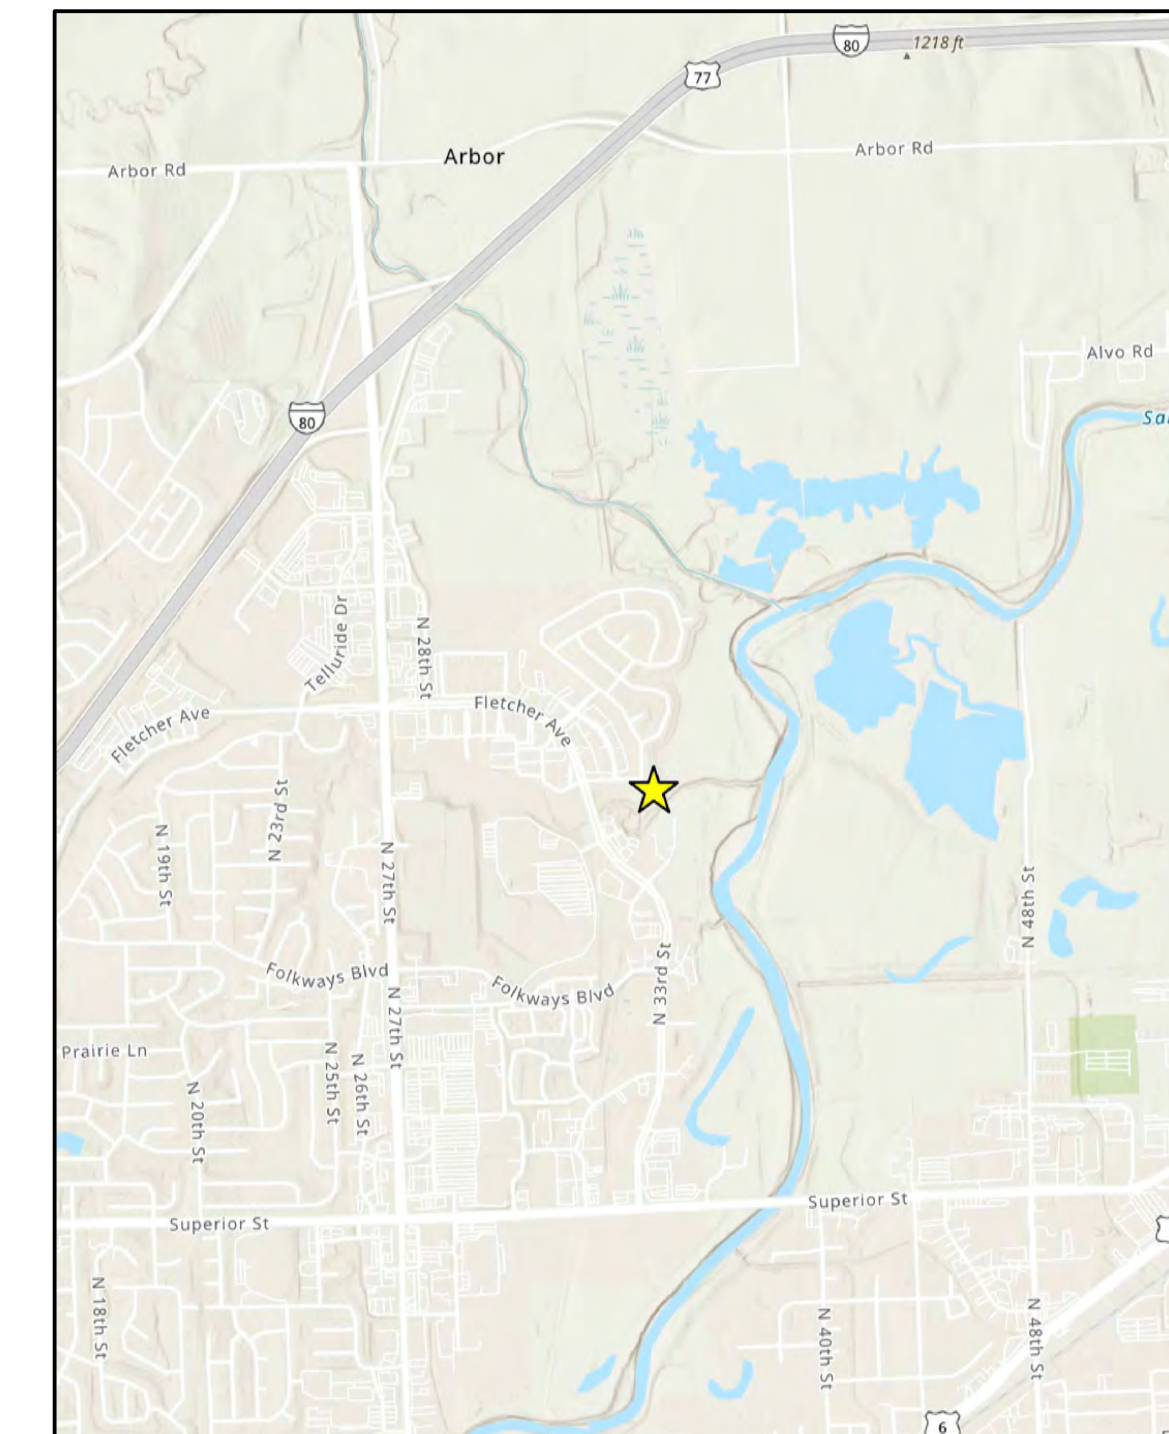 80
1218 ft
77
Arbor
Arbor Rd
Arbor Rd
Alvo Rd
80
Telluride Dr
N 28th St
Fletcher Ave
Fletcher Ave
N 23rd St
N 19th St
N 27th St
N 48th St
Folkways Blvd
Folkways Blvd
N 33rd St
N 27th St
Prairie Ln
N 25th St
N 26th St
N 20th St
Superior St
Superior St
N 18th St
N 40th St
N 48th St
6